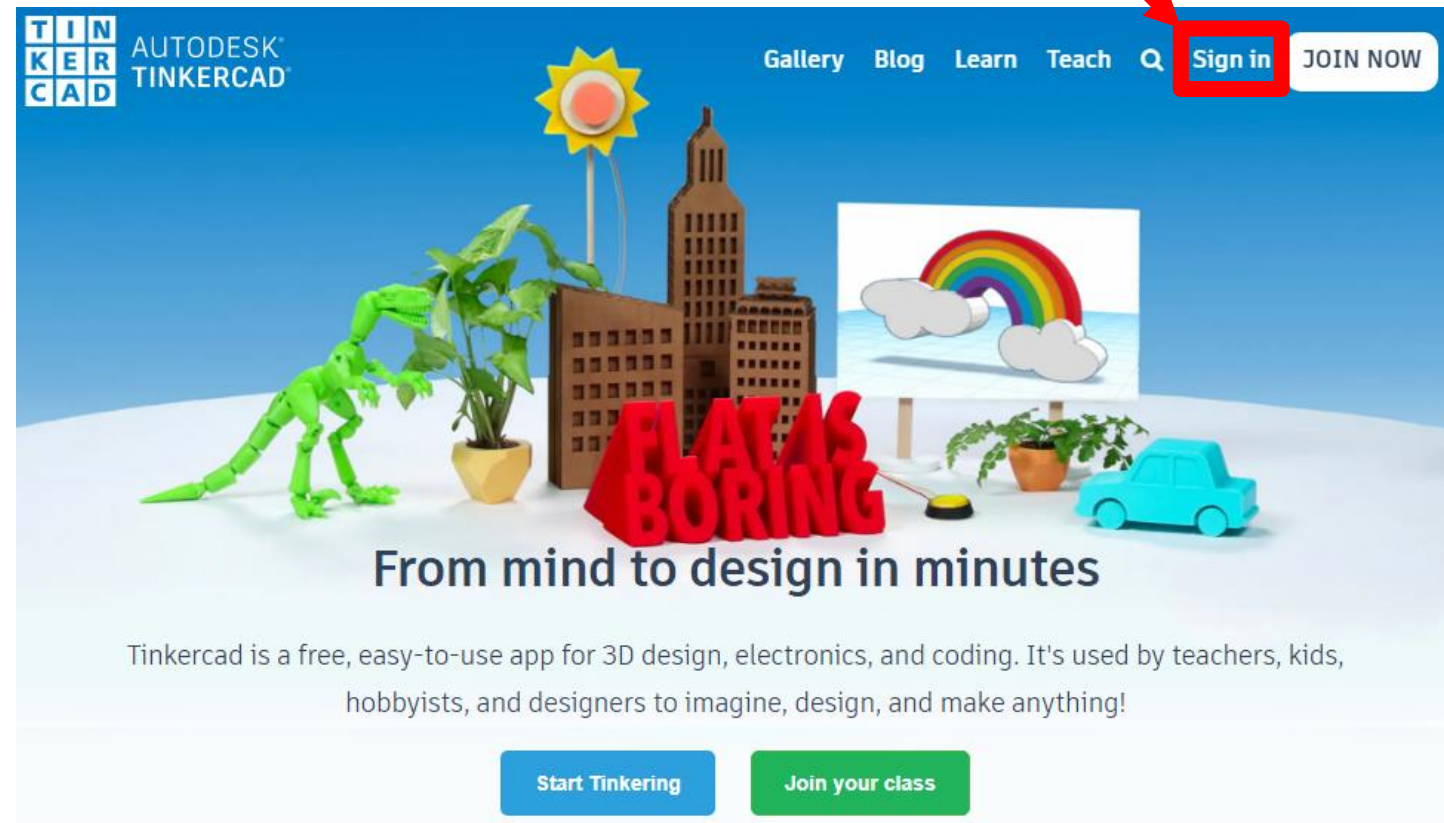 TIN
KER
CAD
AUTODESK®
TINKERCAD®
Gallery Blog Learn Teach Sign in JOIN NOW
FLAT IS
BORING
From mind to design in minutes
Tinkercad is a free, easy-to-use app for 3D design, electronics, and coding. It's used by teachers, kids,
hobbyists, and designers to imagine, design, and make anything!
Start Tinkering Join your class